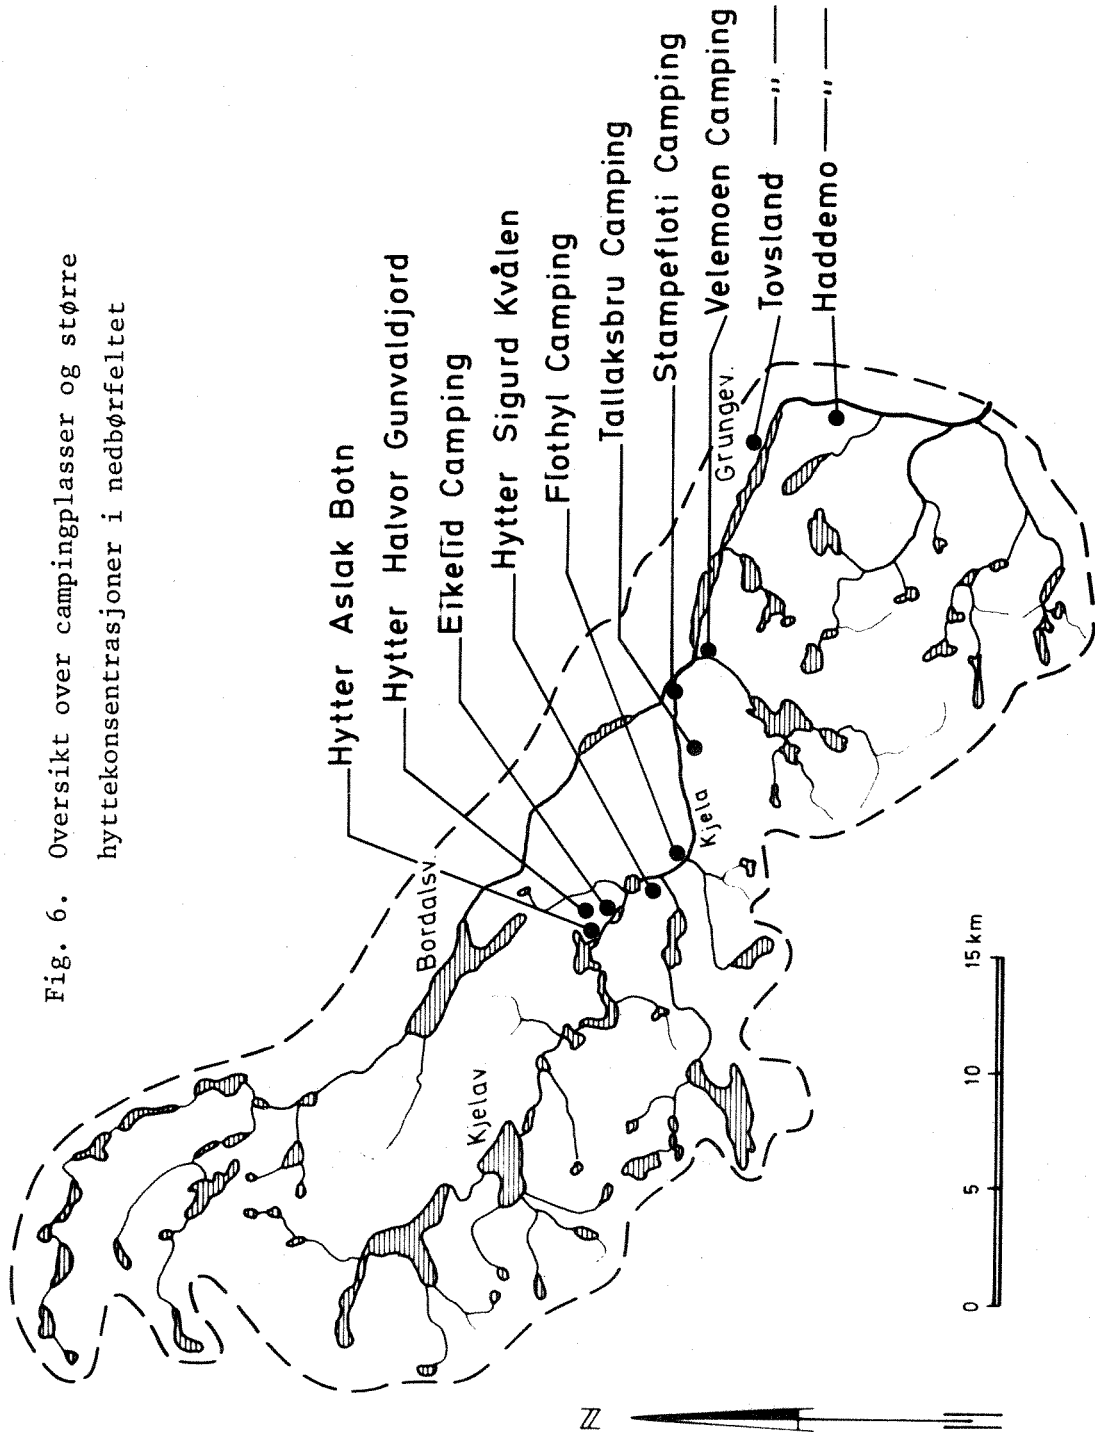 Fig. 6. Oversikt over campingplasser og større
hyttekonsentrasjoner i nedbørfeltet
Hytter Aslak Botn
Hytter Halvor Gunvaldjord
Eikelid Camping
Hytter Sigurd Kvålen
Flothyl Camping
Tallaksbru Camping
Stampefloti Camping
Velemoen Camping
Tovsland —"—
Haddemo —"—
Bordalsv.
Grungev.
Kjela
Kjelav
0 5 10 15 km
N